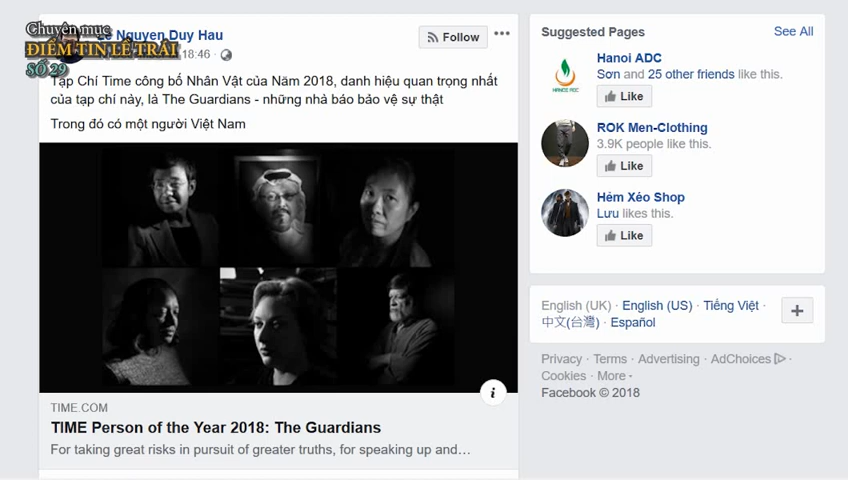 Chuyên mục
ĐIỂM TIN LỀ TRÁI
SỐ 29
Le Nguyen Duy Hau
18:46 ·
Follow
Tạp Chí Time công bố Nhân Vật của Năm 2018, danh hiệu quan trọng nhất
của tạp chí này, là The Guardians - những nhà báo bảo vệ sự thật
Trong đó có một người Việt Nam
TIME.COM
TIME Person of the Year 2018: The Guardians
For taking great risks in pursuit of greater truths, for speaking up and…
Suggested Pages
See All
Hanoi ADC
Sơn and 25 other friends like this.
Like
HANOI ADC
ROK Men-Clothing
3.9K people like this.
Like
Hẻm Xéo Shop
Lưu likes this.
Like
English (UK) · English (US) · Tiếng Việt ·
中文(台灣) · Español
Privacy · Terms · Advertising · AdChoices ·
Cookies · More
Facebook © 2018